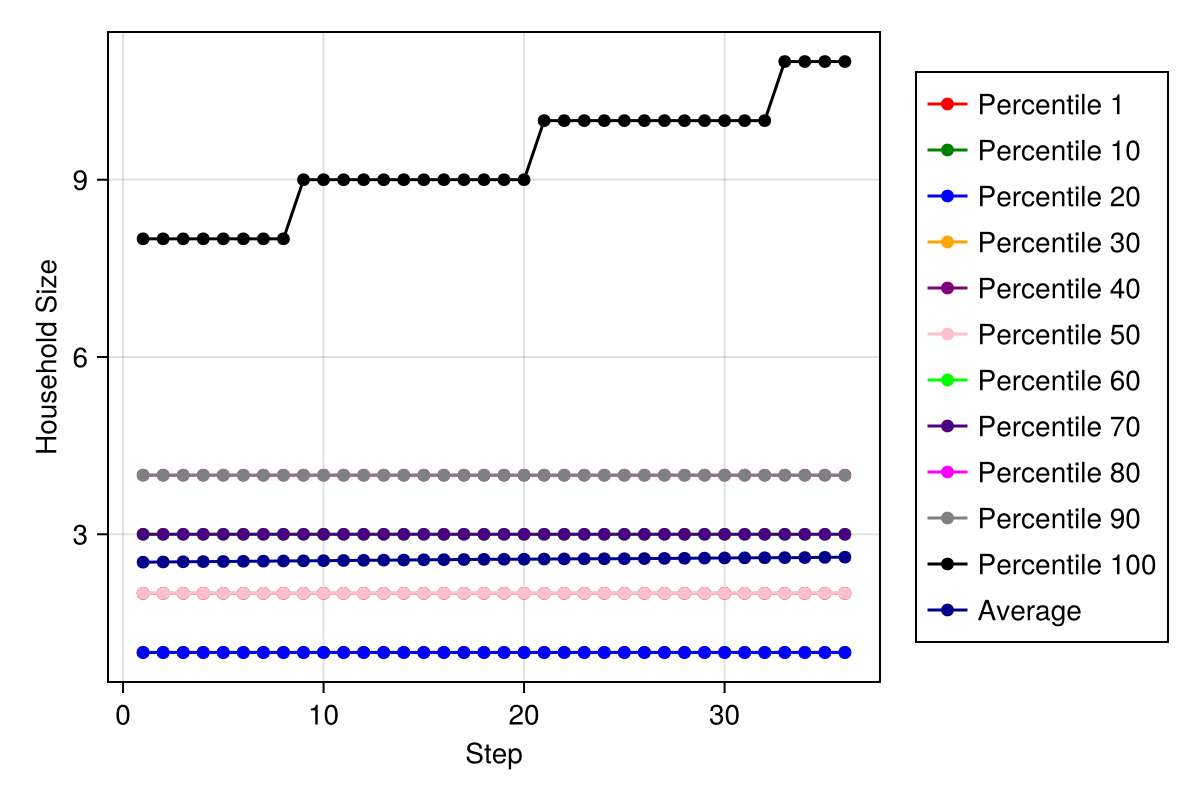 9
6
3
Household Size
0 10 20 30
Step
Percentile 1
Percentile 10
Percentile 20
Percentile 30
Percentile 40
Percentile 50
Percentile 60
Percentile 70
Percentile 80
Percentile 90
Percentile 100
Average